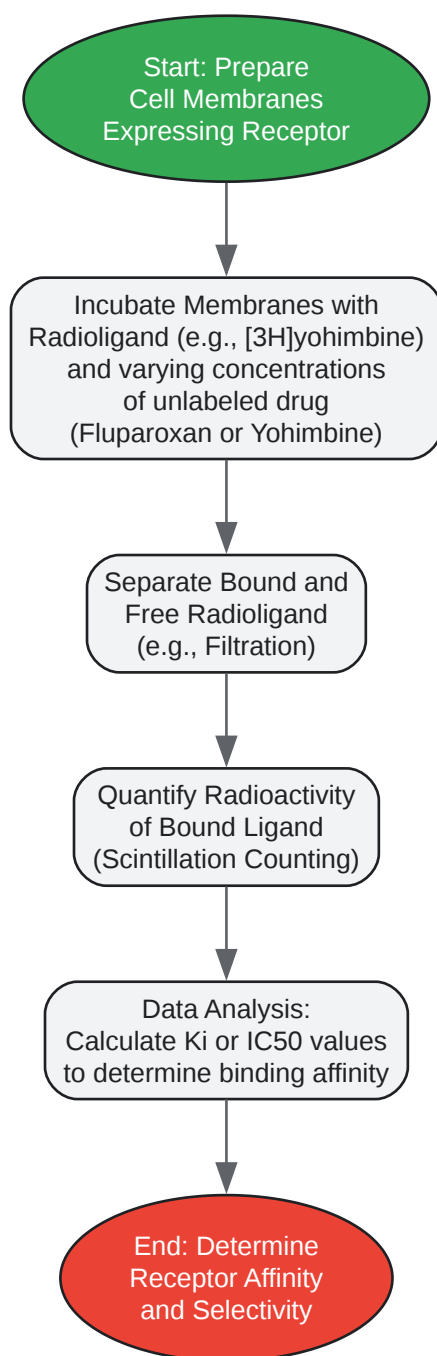 Start: Prepare
Cell Membranes
Expressing Receptor
Incubate Membranes with
Radioligand (e.g., [3H]yohimbine)
and varying concentrations
of unlabeled drug
(Fluparoxan or Yohimbine)
Separate Bound and
Free Radioligand
(e.g., Filtration)
Quantify Radioactivity
of Bound Ligand
(Scintillation Counting)
Data Analysis:
Calculate Ki or IC50 values
to determine binding affinity
End: Determine
Receptor Affinity
and Selectivity